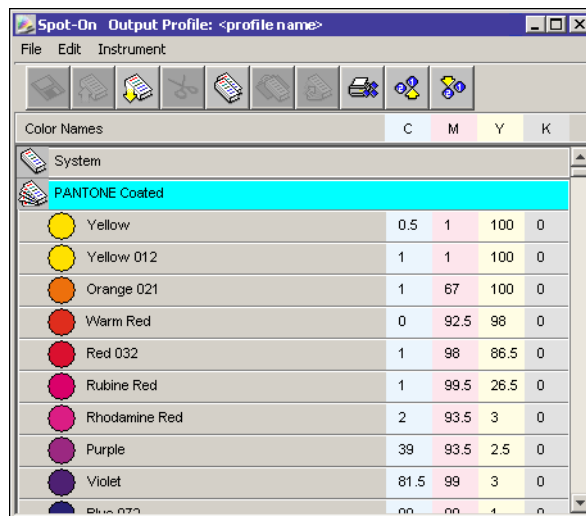 Spot-On Output Profile: <profile name>
File Edit Instrument
Color Names C M Y K
System
PANTONE Coated
Yellow 0.5 1 100 0
Yellow 012 1 1 100 0
Orange 021 1 67 100 0
Warm Red 0 92.5 98 0
Red 032 1 98 86.5 0
Rubine Red 1 99.5 26.5 0
Rhodamine Red 2 93.5 3 0
Purple 39 93.5 2.5 0
Violet 81.5 99 3 0
Blue 072